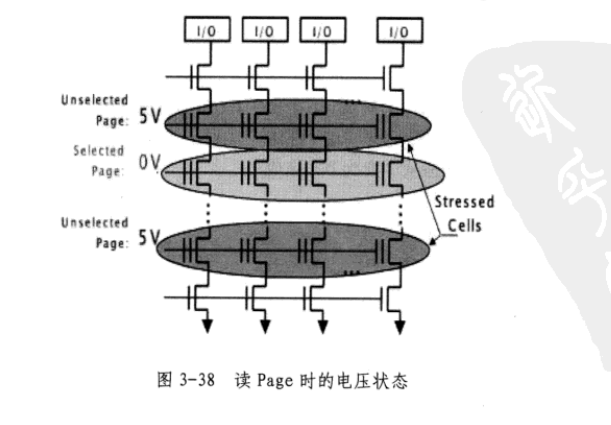 I/O I/O I/O I/O
Unselected
Page: 5V
Selected
Page: 0V
Stressed
Cells
Unselected
Page: 5V
图 3-38 读 Page 时的电压状态